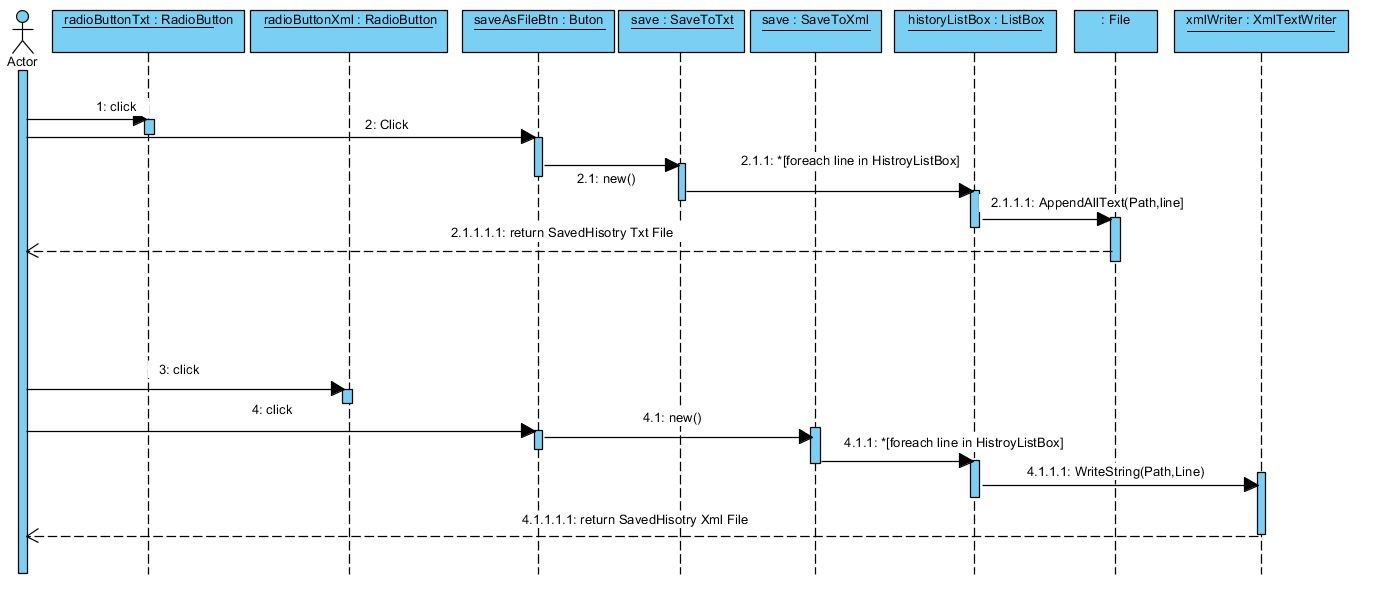 radioButtonTxt : RadioButton
radioButtonXml : RadioButton
saveAsFileBtn : Buton
save : SaveToTxt
save : SaveToXml
historyListBox : ListBox
: File
xmlWriter : XmlTextWriter
Actor
1: click
2: Click
2.1: new()
2.1.1: *[foreach line in HistroyListBox]
2.1.1.1: AppendAllText(Path,line]
2.1.1.1.1: return SavedHisotry Txt File
3: click
4: click
4.1: new()
4.1.1: *[foreach line in HistroyListBox]
4.1.1.1: WriteString(Path,Line)
4.1.1.1.1: return SavedHisotry Xml File